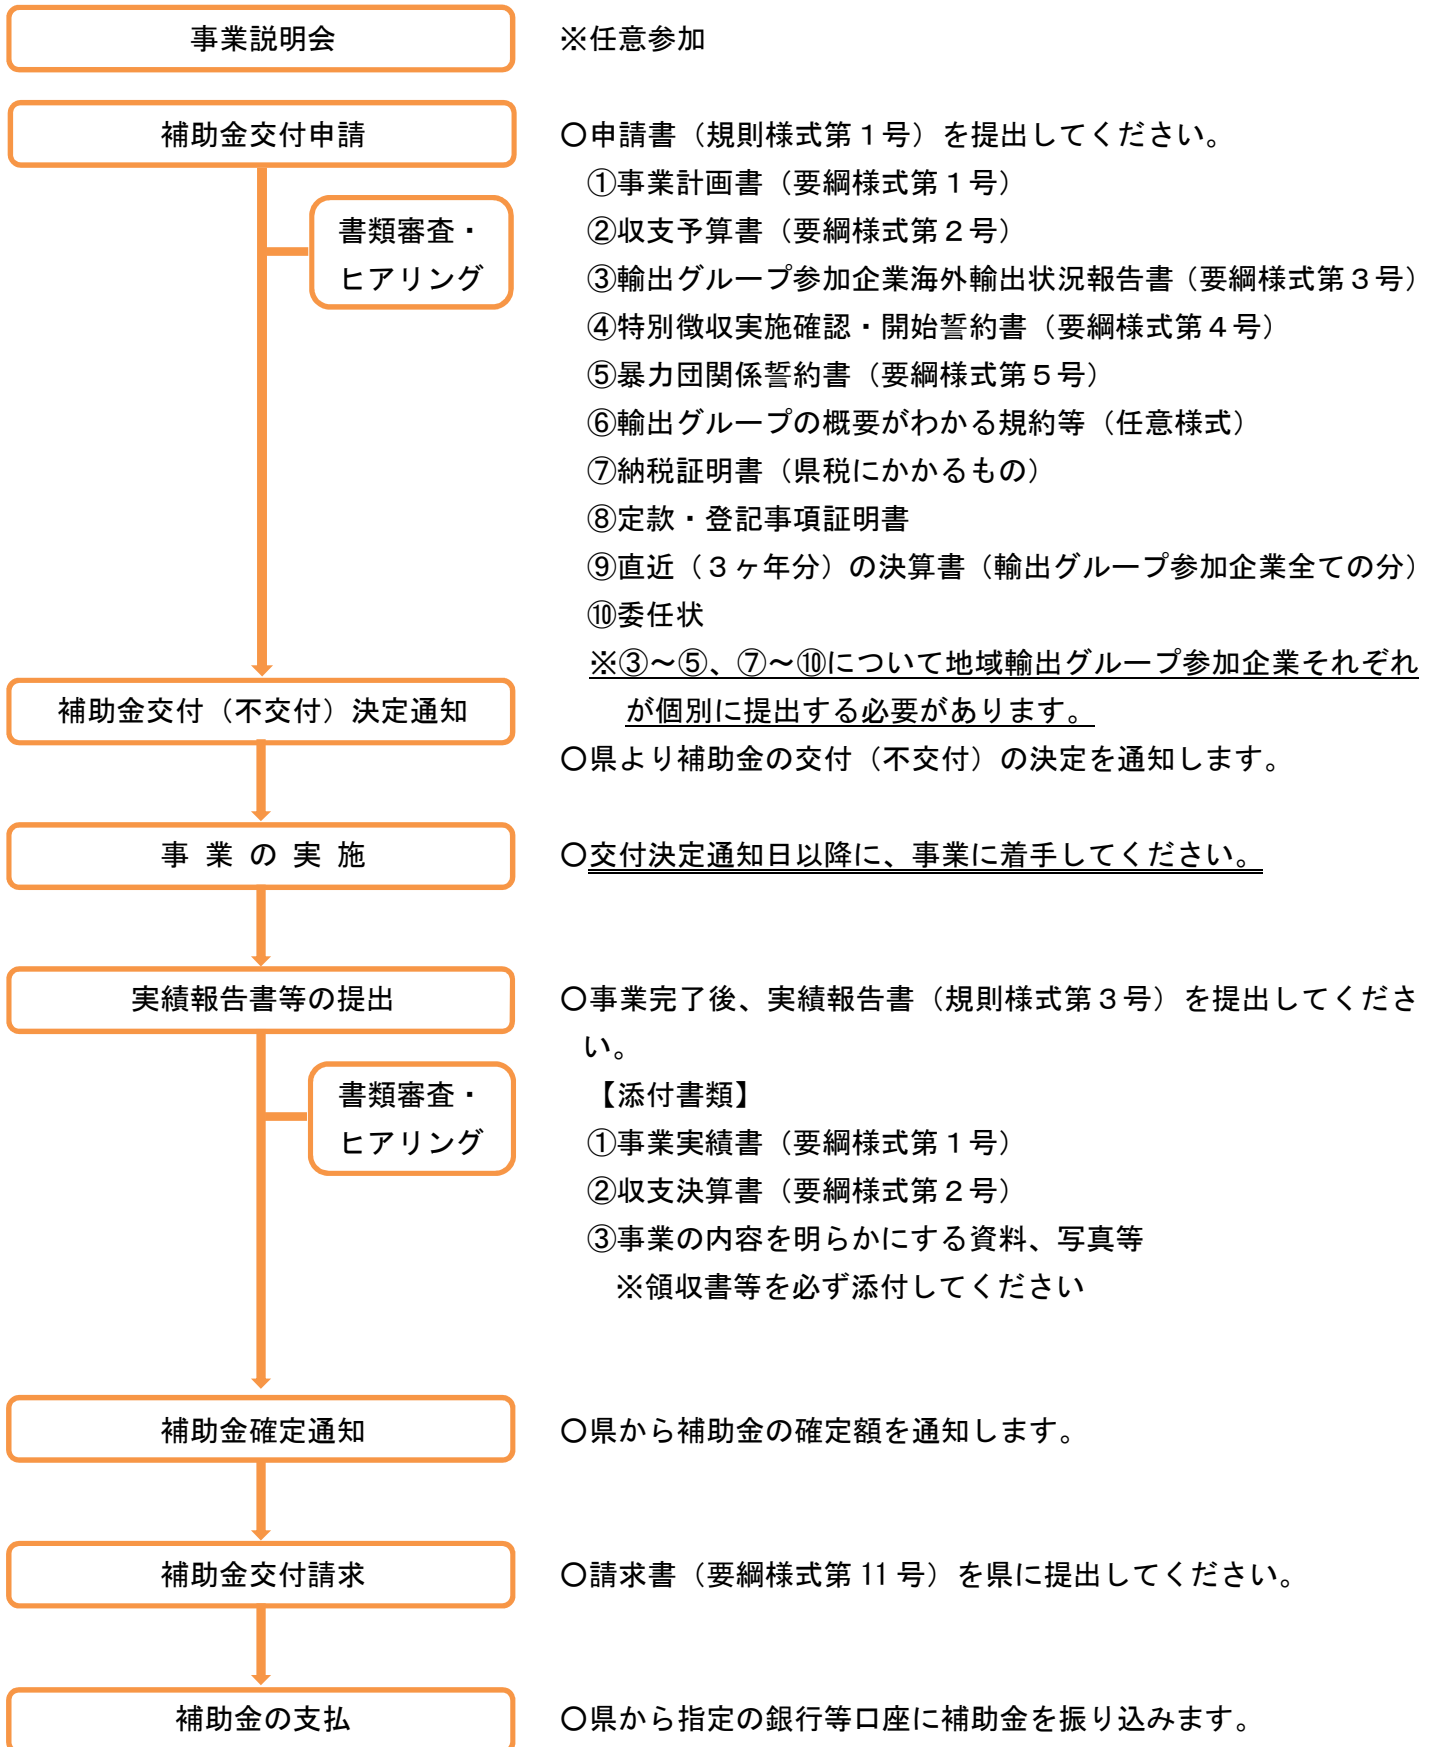 事業説明会
※任意参加
補助金交付申請
〇申請書（規則様式第１号）を提出してください。
①事業計画書（要綱様式第１号）
書類審査・
ヒアリング
②収支予算書（要綱様式第２号）
③輸出グループ参加企業海外輸出状況報告書（要綱様式第３号）
④特別徴収実施確認・開始誓約書（要綱様式第４号）
⑤暴力団関係誓約書（要綱様式第５号）
⑥輸出グループの概要がわかる規約等（任意様式）
⑦納税証明書（県税にかかるもの）
⑧定款・登記事項証明書
⑨直近（３ヶ年分）の決算書（輸出グループ参加企業全ての分）
⑩委任状
※③～⑤、⑦～⑩について地域輸出グループ参加企業それぞれ
が個別に提出する必要があります。
補助金交付（不交付）決定通知
〇県より補助金の交付（不交付）の決定を通知します。
事 業 の 実 施
〇交付決定通知日以降に、事業に着手してください。
実績報告書等の提出
〇事業完了後、実績報告書（規則様式第３号）を提出してくださ
い。
書類審査・
ヒアリング
【添付書類】
①事業実績書（要綱様式第１号）
②収支決算書（要綱様式第２号）
③事業の内容を明らかにする資料、写真等
※領収書等を必ず添付してください
補助金確定通知
〇県から補助金の確定額を通知します。
補助金交付請求
〇請求書（要綱様式第 11 号）を県に提出してください。
補助金の支払
〇県から指定の銀行等口座に補助金を振り込みます。